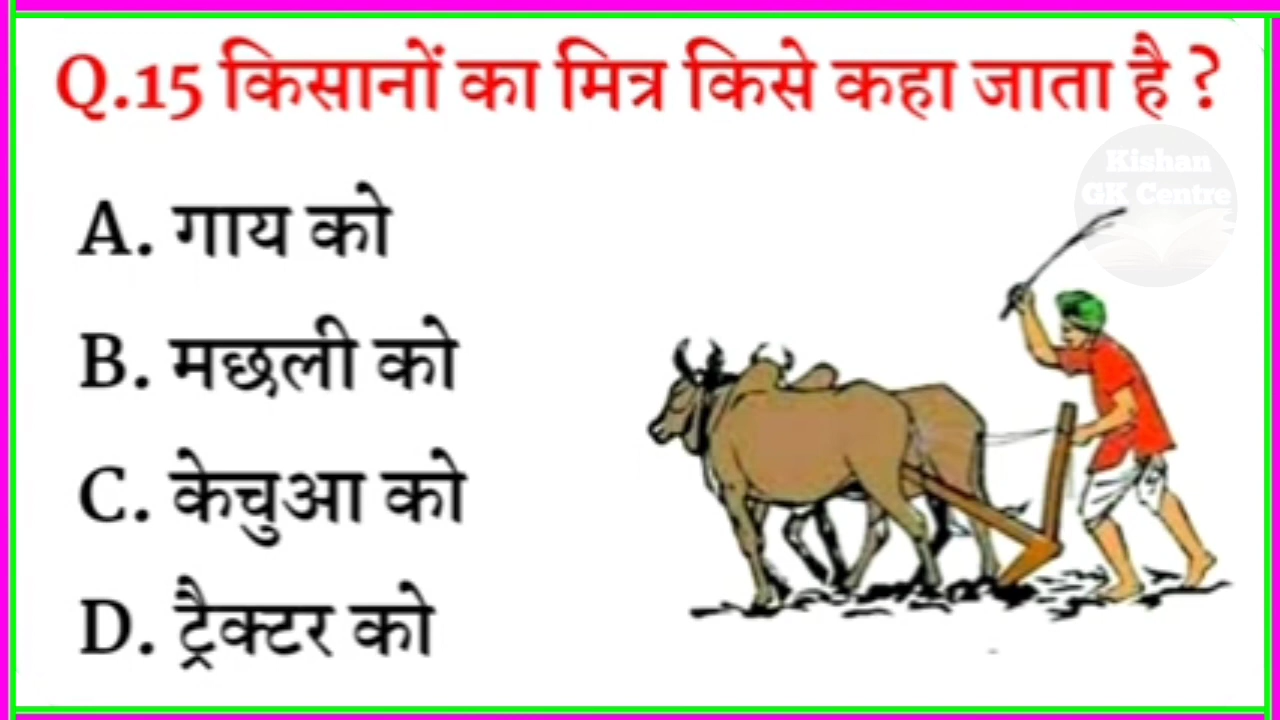 Q.15 किसानों का मित्र किसे कहा जाता है ?
Kishan
GK Centre
A. गाय को
B. मछली को
C. केचुआ को
D. ट्रैक्टर को